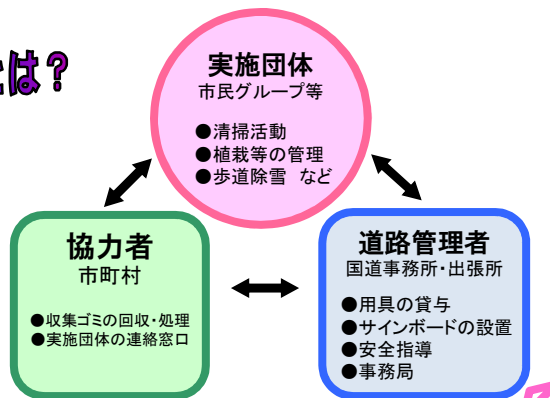 とは？
実施団体
市民グループ等
●清掃活動
●植栽等の管理
●歩道除雪　など
協力者
市町村
●収集ゴミの回収・処理
●実施団体の連絡窓口
道路管理者
国道事務所・出張所
●用具の貸与
●サインボードの設置
●安全指導
●事務局